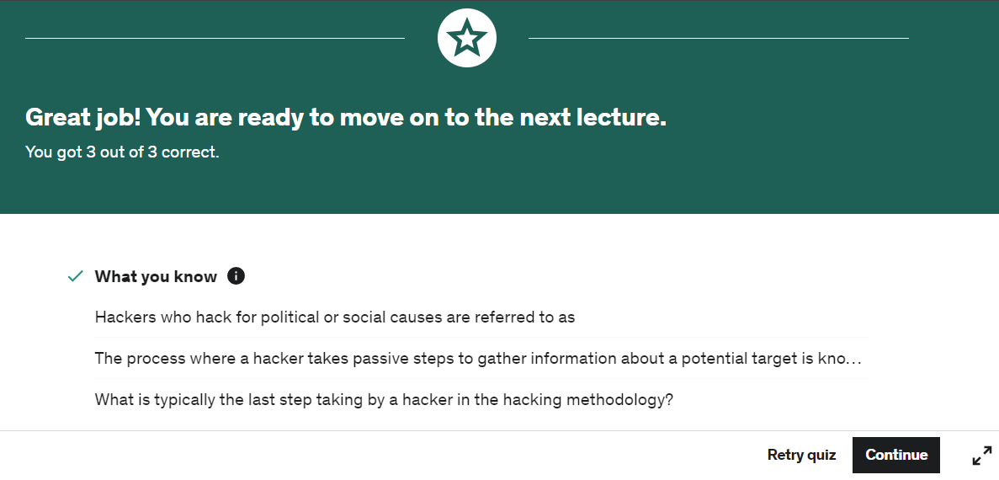 Great job! You are ready to move on to the next lecture.
You got 3 out of 3 correct.
What you know
Hackers who hack for political or social causes are referred to as
The process where a hacker takes passive steps to gather information about a potential target is kno...
What is typically the last step taking by a hacker in the hacking methodology?
Retry quiz Continue